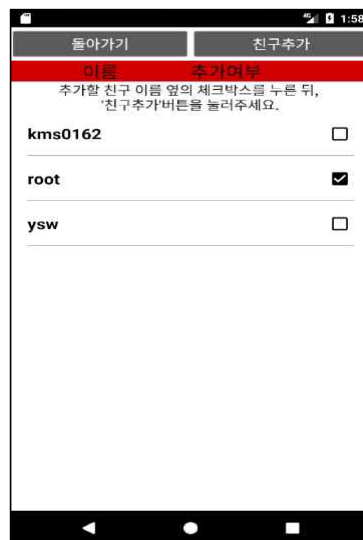 4G 1:58
돌아가기 친구추가
이름 추가여부
추가할 친구 이름 옆의 체크박스를 누른 뒤,
'친구추가'버튼을 눌러주세요.
kms0162
root
ysw